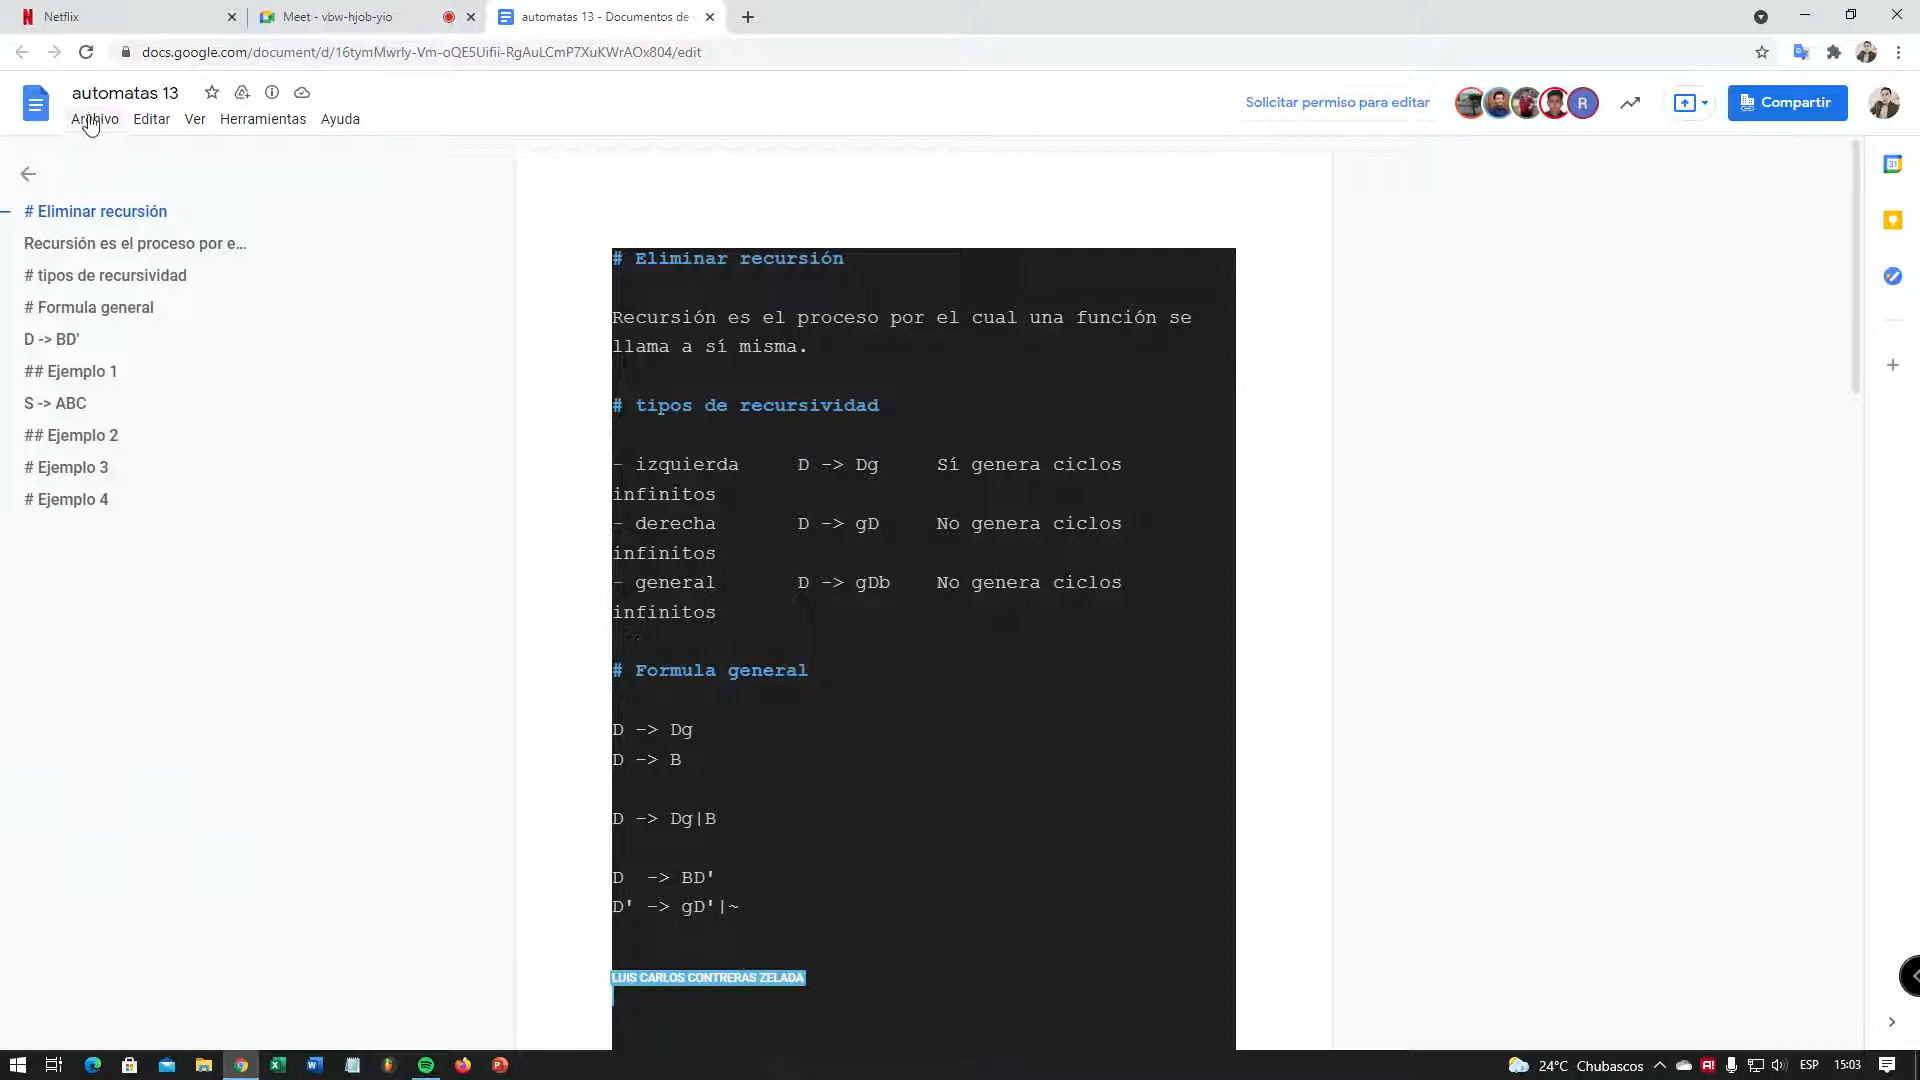 Netflix
Meet - vbw-hjob-yio
automatas 13 - Documentos de
docs.google.com/document/d/16tymMwrly-Vm-oQE5Uifii-RgAuLCmP7XuKWrAOx804/edit
automatas 13
Archivo Editar Ver Herramientas Ayuda
Solicitar permiso para editar
R
Compartir
# Eliminar recursión
Recursión es el proceso por e...
# tipos de recursividad
# Formula general
D -> BD'
## Ejemplo 1
S -> ABC
## Ejemplo 2
# Ejemplo 3
# Ejemplo 4
# Eliminar recursión
Recursión es el proceso por el cual una función se
llama a sí misma.
# tipos de recursividad
- izquierda D -> Dg Sí genera ciclos
infinitos
- derecha D -> gD No genera ciclos
infinitos
- general D -> gDb No genera ciclos
infinitos
# Formula general
D -> Dg
D -> B
D -> Dg|B
D -> BD'
D' -> gD'|~
LUIS CARLOS CONTRERAS ZELADA
31
24°C Chubascos ESP 15:03